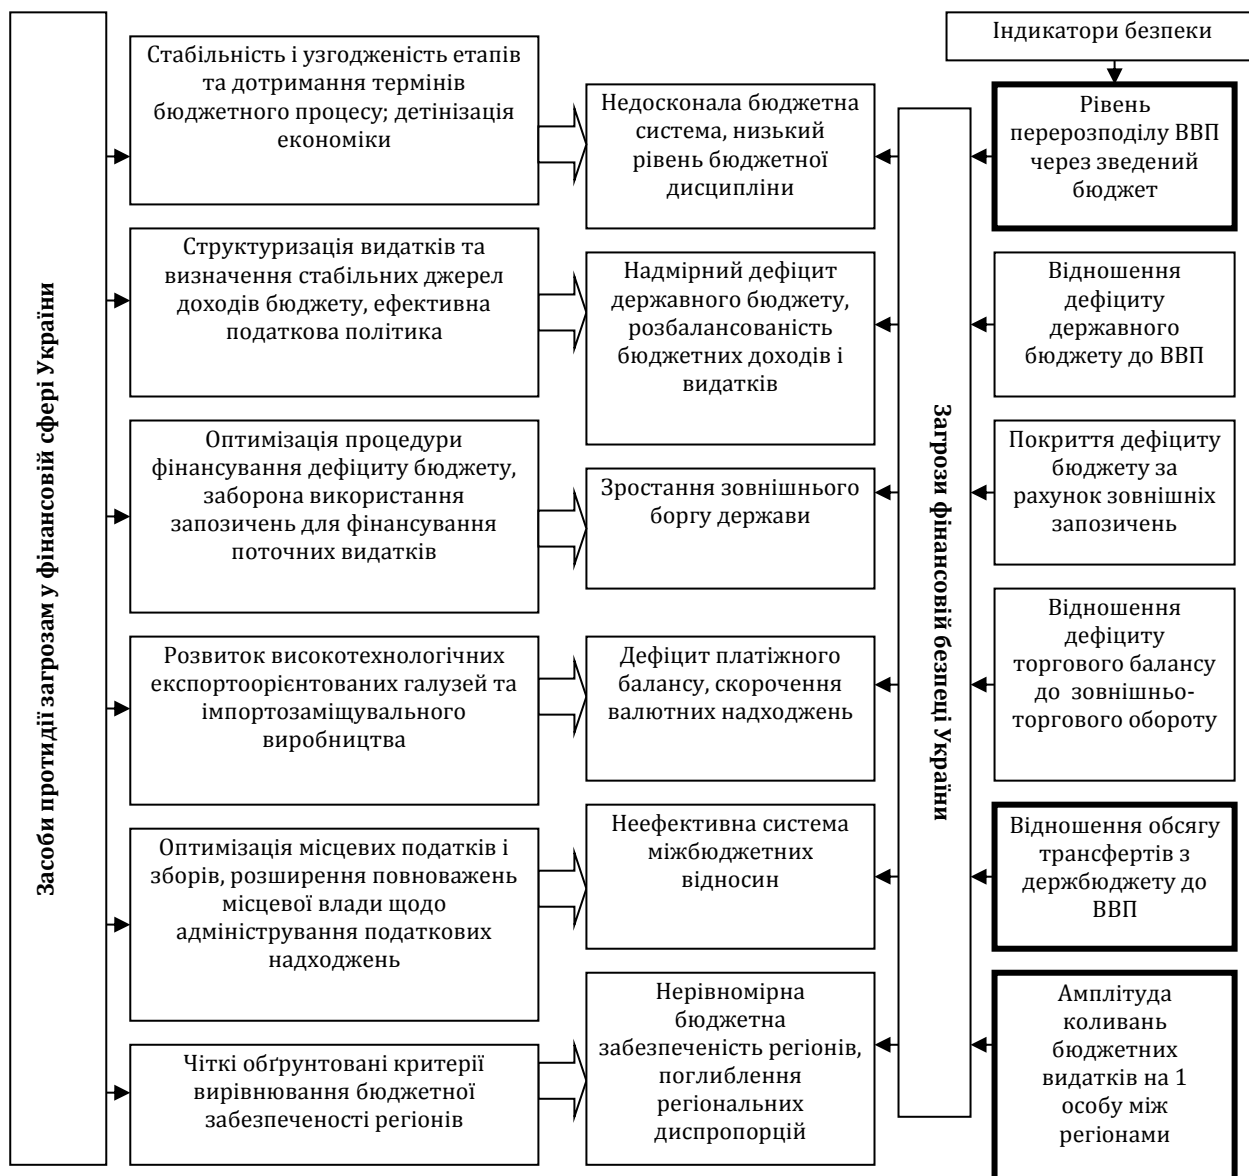 Засоби протидії загрозам у фінансовій сфері України
Стабільність і узгодженість етапів
та дотримання термінів
бюджетного процесу; детінізація
економіки
Структуризація видатків та
визначення стабільних джерел
доходів бюджету, ефективна
податкова політика
Оптимізація процедури
фінансування дефіциту бюджету,
заборона використання
запозичень для фінансування
поточних видатків
Розвиток високотехнологічних
експортоорієнтованих галузей та
імпортозаміщувального
виробництва
Оптимізація місцевих податків і
зборів, розширення повноважень
місцевої влади щодо
адміністрування податкових
надходжень
Чіткі обґрунтовані критерії
вирівнювання бюджетної
забезпеченості регіонів
Недосконала бюджетна
система, низький
рівень бюджетної
дисципліни
Надмірний дефіцит
державного бюджету,
розбалансованість
бюджетних доходів і
видатків
Зростання зовнішнього
боргу держави
Дефіцит платіжного
балансу, скорочення
валютних надходжень
Неефективна система
міжбюджетних
відносин
Нерівномірна
бюджетна
забезпеченість регіонів,
поглиблення
регіональних
диспропорцій
Загрози фінансовій безпеці України
Індикатори безпеки
Рівень
перерозподілу ВВП
через зведений
бюджет
Відношення
дефіциту
державного
бюджету до ВВП
Покриття дефіциту
бюджету за
рахунок зовнішніх
запозичень
Відношення
дефіциту
торгового балансу
до зовнішньо-
торгового обороту
Відношення обсягу
трансфертів з
держбюджету до
ВВП
Амплітуда
коливань
бюджетних
видатків на 1
особу між
регіонами